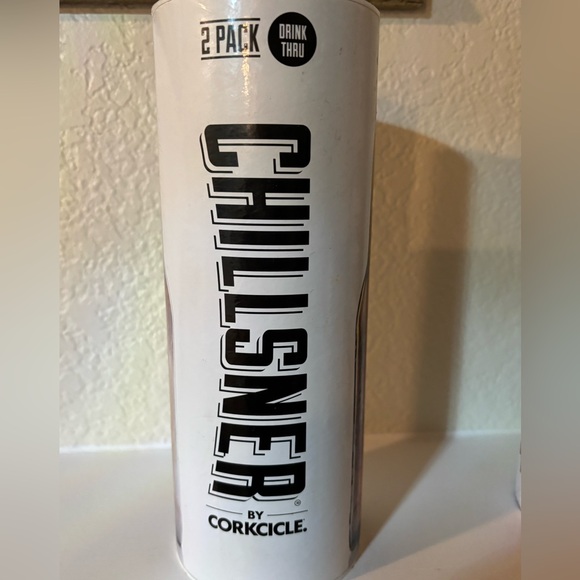 2 PACK
DRINK
THRU
CHILLSNER®
BY
CORKCICLE.